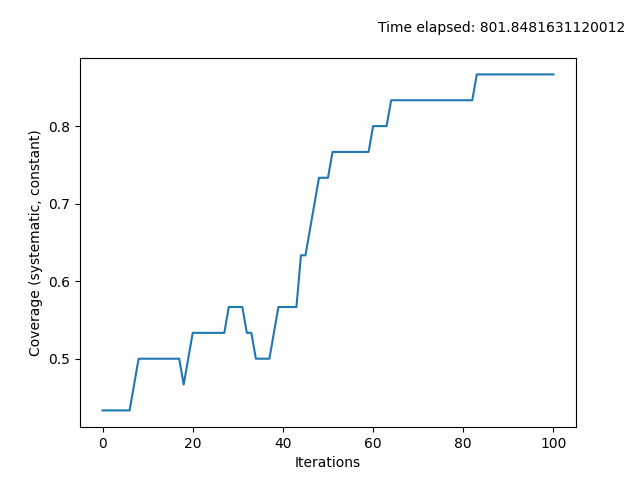 Time elapsed: 801.8481631120012
Coverage (systematic, constant)
0.8
0.7
0.6
0.5
0 20 40 60 80 100
Iterations